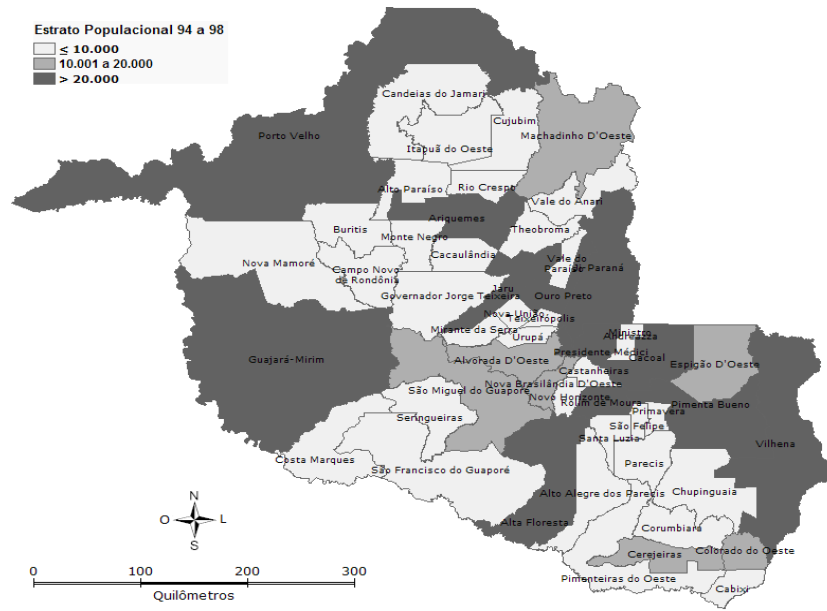 Estrato Populacional 94 a 98
≤ 10.000
10.001 a 20.000
> 20.000
Candeias do Jamari
Cujubim
Porto Velho
Machadinho D'Oeste
Itapuã do Oeste
Alto Paraíso
Rio Crespo
Vale do Anari
Ariquemes
Buritis
Monte Negro
Theobroma
Cacaulândia
Nova Mamoré
Vale do
Paraíso
Ji Paraná
Campo Novo
de Rondônia
Jaru
Governador Jorge Teixeira
Ouro Preto
Nova União
Teixeirópolis
Mirante da Serra
Urupá
Ministro
Andreazza
Guajará-Mirim
Alvorada D'Oeste
Presidente Médici
Cacoal
Espigão D'Oeste
Castanheiras
Nova Brasilândia D'Oeste
São Miguel do Guaporé
Novo Horizonte
Rolim de Moura
Primavera
Pimenta Bueno
Seringueiras
São Felipe
Santa Luzia
Vilhena
Costa Marques
São Francisco do Guaporé
Parecis
Alto Alegre dos Parecis
Chupinguaia
Alta Floresta
Corumbiara
Cerejeiras
Colorado do Oeste
Pimenteiras do Oeste
Cabixi
N
O
L
S
0 100 200 300
Quilômetros